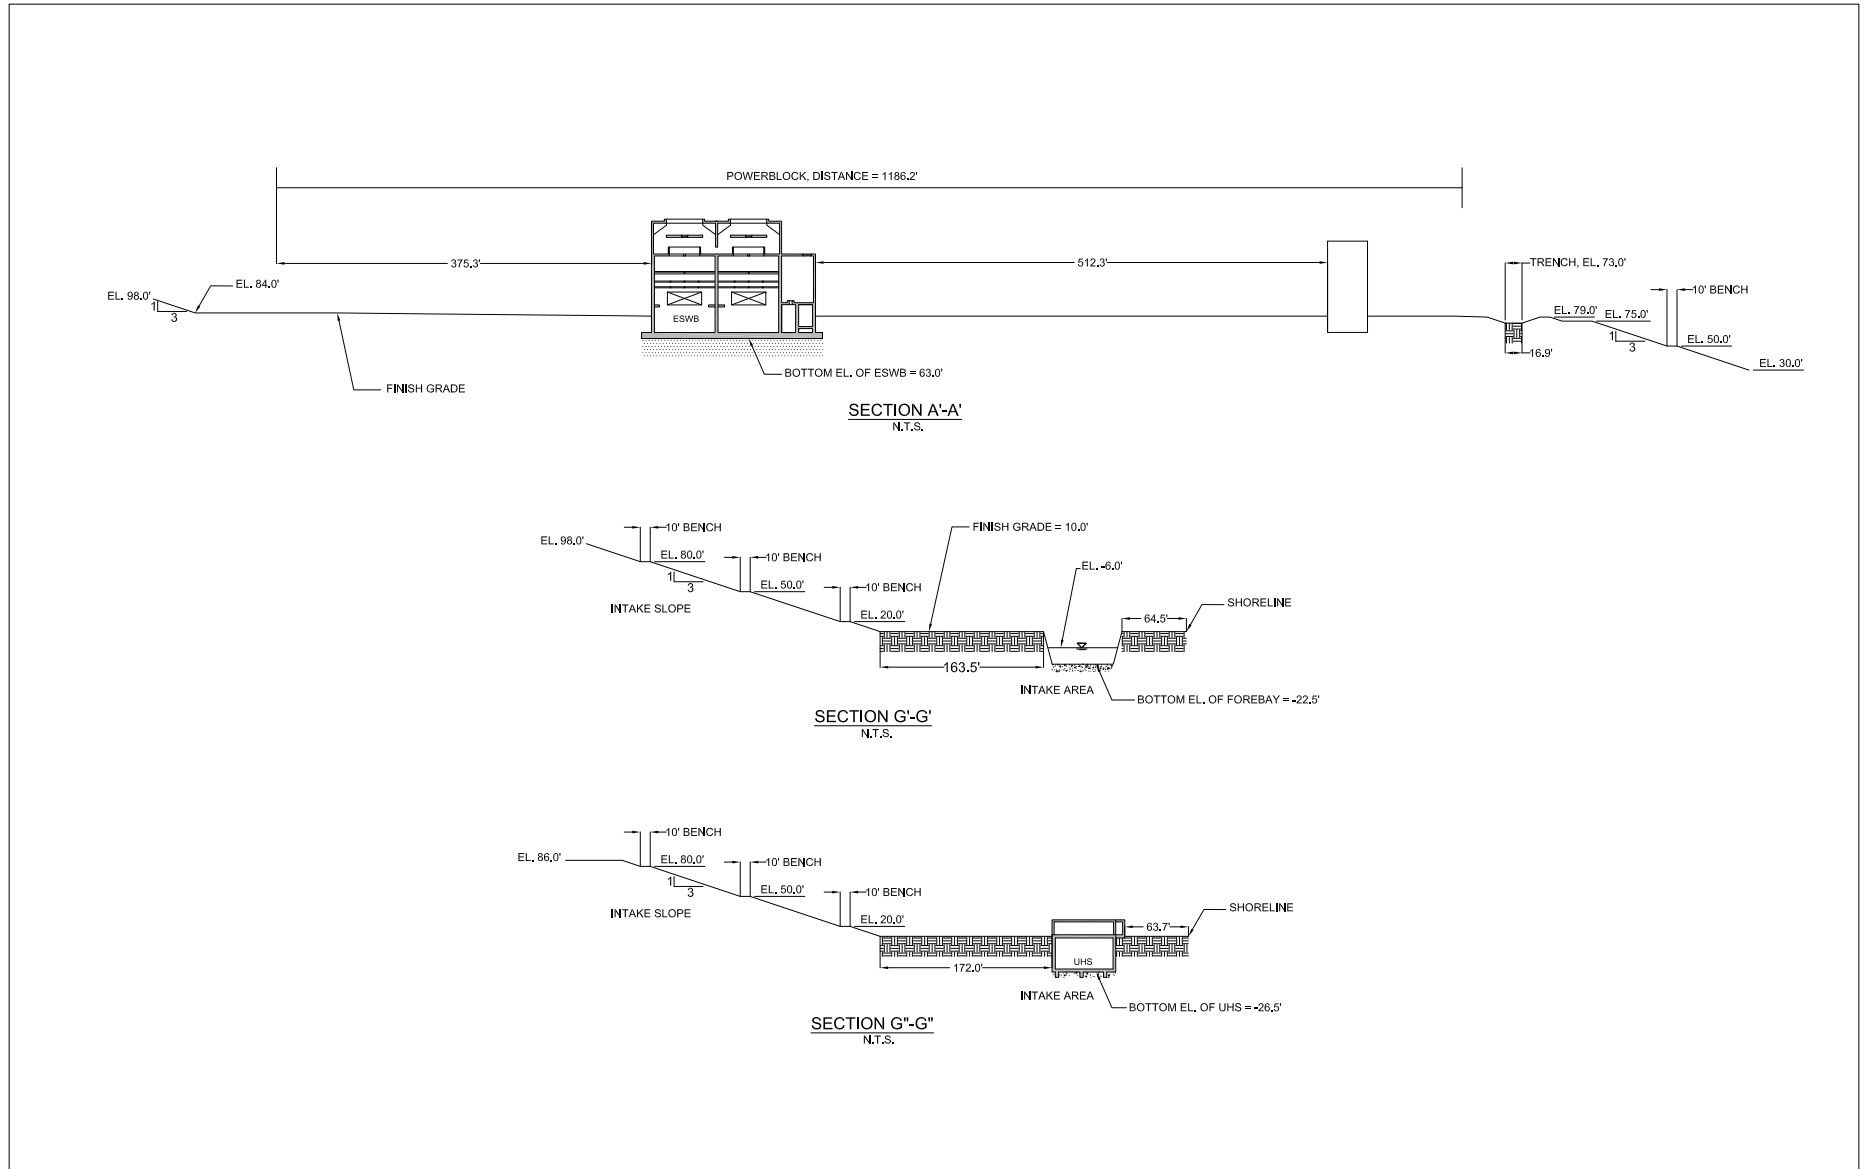 POWERBLOCK, DISTANCE = 1186.2'
375.3'
512.3'
TRENCH, EL. 73.0'
EL. 98.0'
EL. 84.0'
10' BENCH
1
3
ESWB
EL. 79.0'
EL. 75.0'
1
3
EL. 50.0'
16.9'
EL. 30.0'
BOTTOM EL. OF ESWB = 63.0'
FINISH GRADE
SECTION A'-A'
N.T.S.
10' BENCH
FINISH GRADE = 10.0'
EL. 98.0'
EL. 80.0'
10' BENCH
EL. -6.0'
1
3
EL. 50.0'
10' BENCH
INTAKE SLOPE
EL. 20.0'
64.5'
SHORELINE
163.5'
INTAKE AREA
BOTTOM EL. OF FOREBAY = -22.5'
SECTION G'-G'
N.T.S.
10' BENCH
EL. 86.0'
EL. 80.0'
10' BENCH
1
3
EL. 50.0'
10' BENCH
INTAKE SLOPE
EL. 20.0'
63.7'
SHORELINE
172.0'
UHS
INTAKE AREA
BOTTOM EL. OF UHS = -26.5'
SECTION G"-G"
N.T.S.